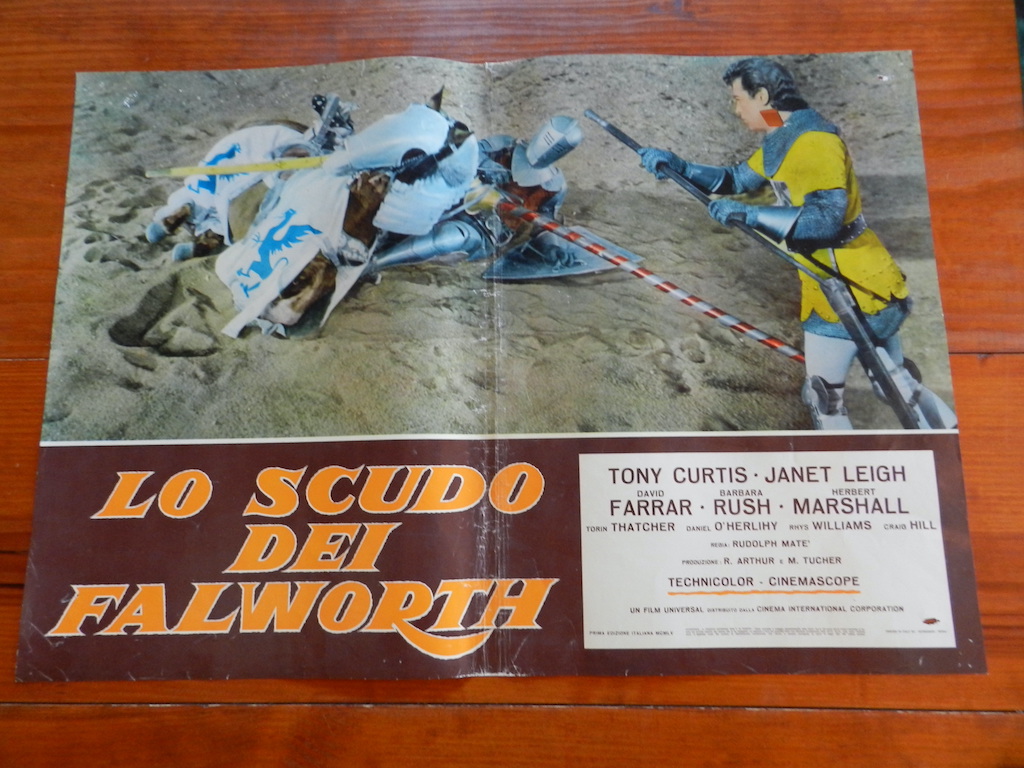 LO SCUDO
DEI
FALWORTH
TONY CURTIS · JANET LEIGH
DAVID BARBARA HERBERT
FARRAR · RUSH · MARSHALL
TORIN THATCHER DANIEL O'HERLIHY RHYS WILLIAMS CRAIG HILL
REGIA: RUDOLPH MATE'
PRODUZIONE: R. ARTHUR E M. TUCHER
TECHNICOLOR - CINEMASCOPE
UN FILM UNIVERSAL DISTRIBUITO DALLA CINEMA INTERNATIONAL CORPORATION
PRIMA EDIZIONE ITALIANA